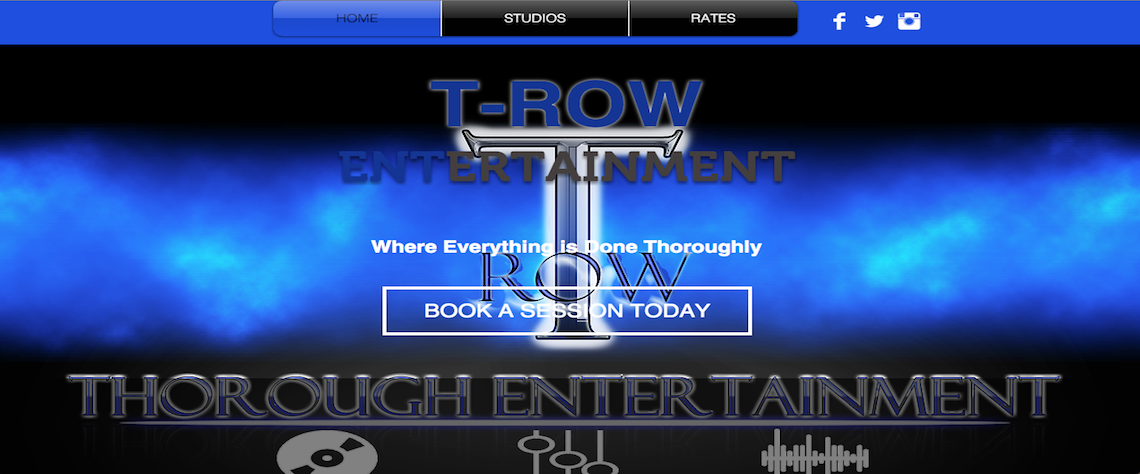 HOME STUDIOS RATES
T-ROW
T
ENTERTAINMENT
Where Everything is Done Thoroughly
ROW
BOOK A SESSION TODAY
THOROUGH ENTERTAINMENT